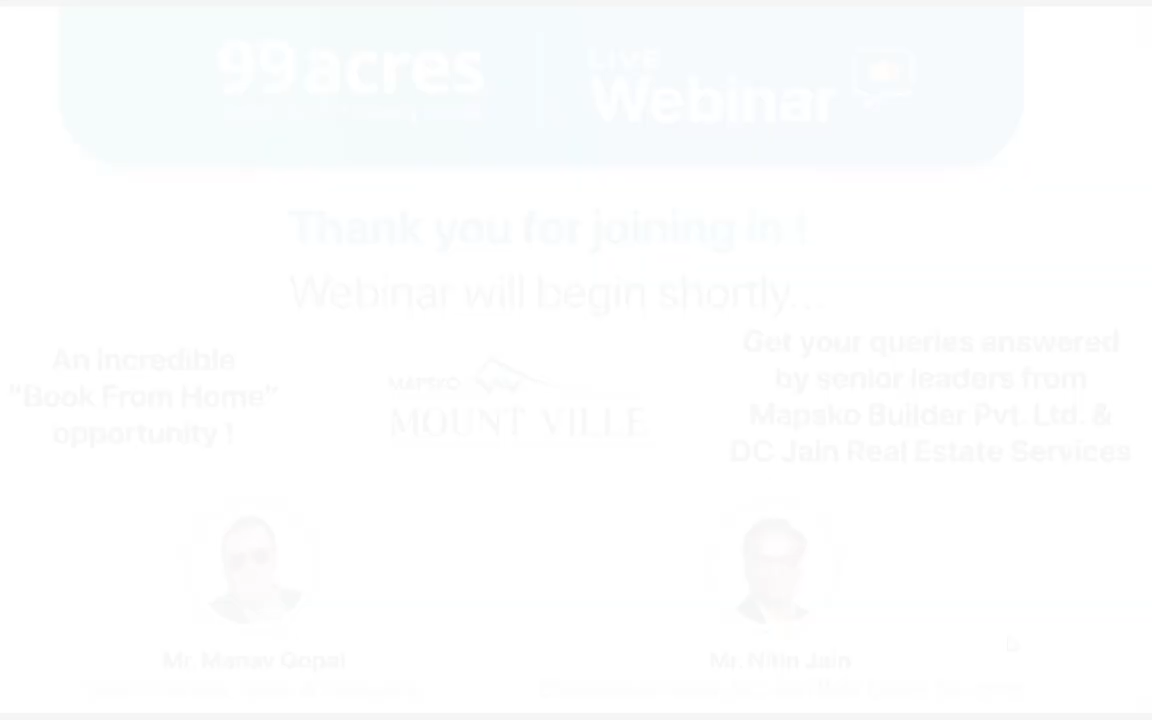 99acres
LIVE
Webinar
Thank you for joining in !
Webinar will begin shortly...
An Incredible
"Book From Home"
opportunity !
MAPSKO
MOUNT VILLE
Get your queries answered
by senior leaders from
Mapsko Builder Pvt. Ltd. &
DC Jain Real Estate Services
Mr. Manav Gopal
Mr. Nitin Jain